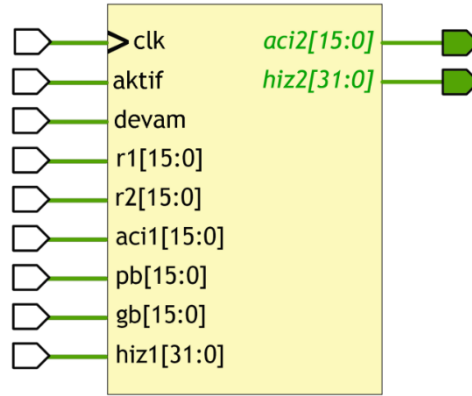 clk
aktif
devam
r1[15:0]
r2[15:0]
aci1[15:0]
pb[15:0]
gb[15:0]
hiz1[31:0]
aci2[15:0]
hiz2[31:0]